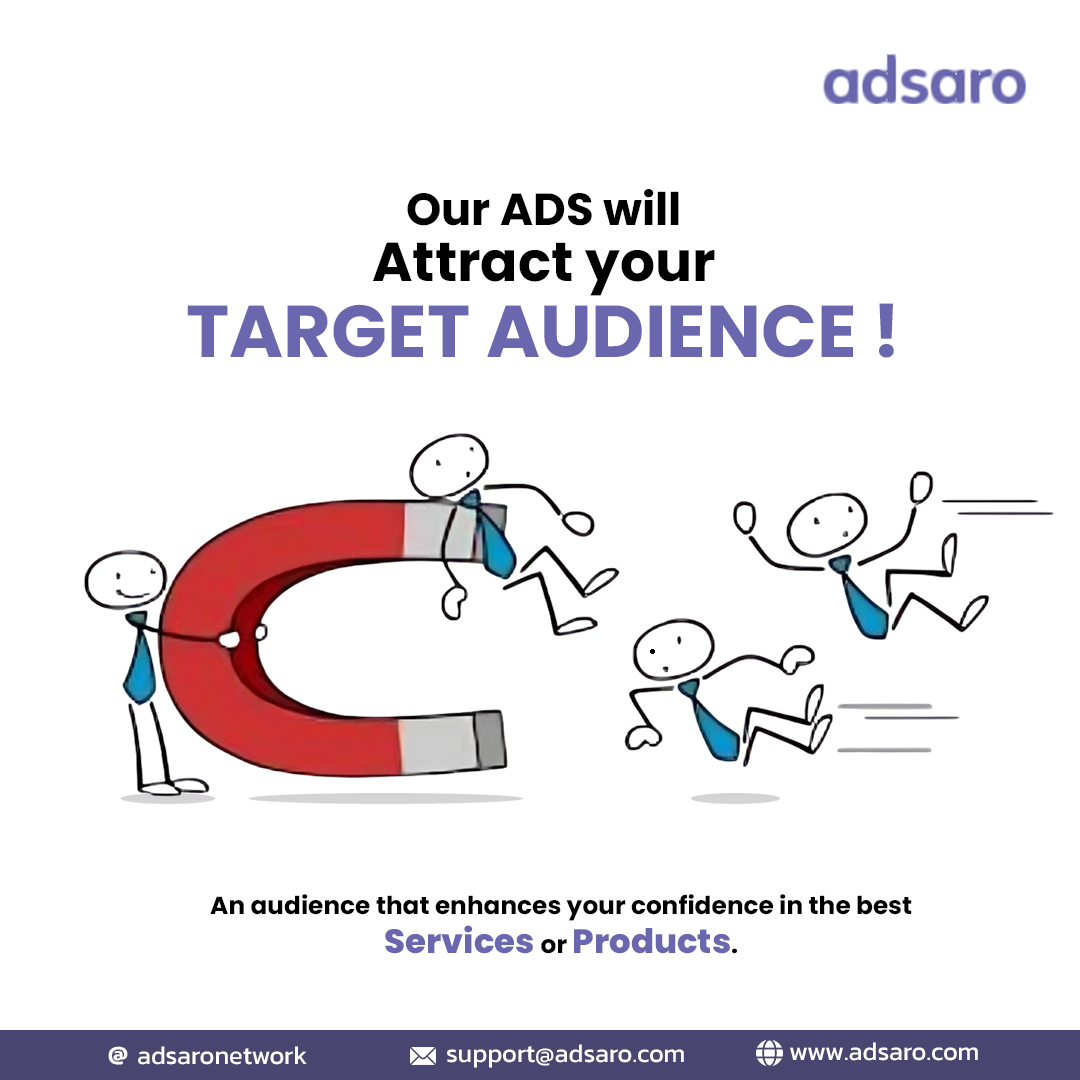 adsaro
Our ADS will
Attract your
TARGET AUDIENCE !
An audience that enhances your confidence in the best
Services or Products.
@ adsaronetwork
support@adsaro.com
www.adsaro.com